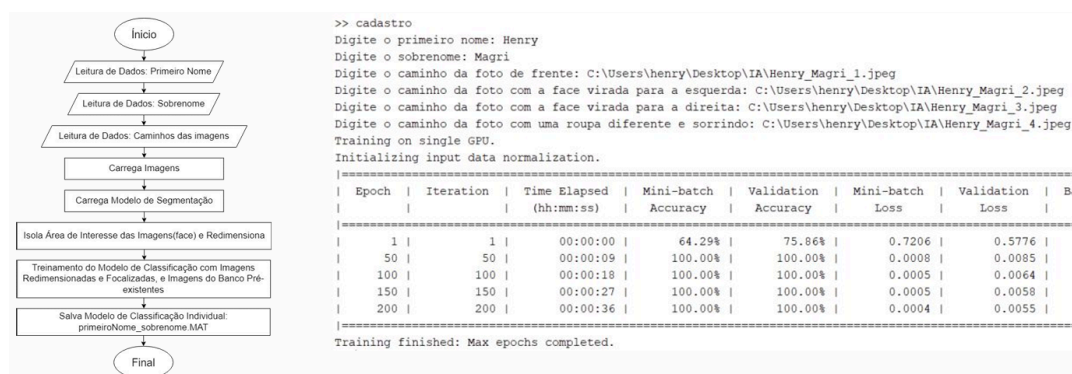 Ínicio
Leitura de Dados: Primeiro Nome
Leitura de Dados: Sobrenome
Leitura de Dados: Caminhos das imagens
Carrega Imagens
Carrega Modelo de Segmentação
Isola Área de Interesse das Imagens(face) e Redimensiona
Treinamento do Modelo de Classificação com Imagens
Redimensionadas e Focalizadas, e Imagens do Banco Pré-
existentes
Salva Modelo de Classificação Individual:
primeiroNome_sobrenome.MAT
Final
>> cadastro
Digite o primeiro nome: Henry
Digite o sobrenome: Magri
Digite o caminho da foto de frente: C:\Users\henry\Desktop\IA\Henry_Magri_1.jpeg
Digite o caminho da foto com a face virada para a esquerda: C:\Users\henry\Desktop\IA\Henry_Magri_2.jpeg
Digite o caminho da foto com a face virada para a direita: C:\Users\henry\Desktop\IA\Henry_Magri_3.jpeg
Digite o caminho da foto com uma roupa diferente e sorrindo: C:\Users\henry\Desktop\IA\Henry_Magri_4.jpeg
Training on single GPU.
Initializing input data normalization.
|=====================================================================
| Epoch | Iteration | Time Elapsed | Mini-batch | Validation | Mini-batch | Validation | Ba
| | | (hh:mm:ss) | Accuracy | Accuracy | Loss | Loss |
|=====================================================================
| 1 | 1 | 00:00:00 | 64.29% | 75.86% | 0.7206 | 0.5776 |
| 50 | 50 | 00:00:09 | 100.00% | 100.00% | 0.0008 | 0.0085 |
| 100 | 100 | 00:00:18 | 100.00% | 100.00% | 0.0005 | 0.0064 |
| 150 | 150 | 00:00:27 | 100.00% | 100.00% | 0.0005 | 0.0058 |
| 200 | 200 | 00:00:36 | 100.00% | 100.00% | 0.0004 | 0.0055 |
|=====================================================================
Training finished: Max epochs completed.